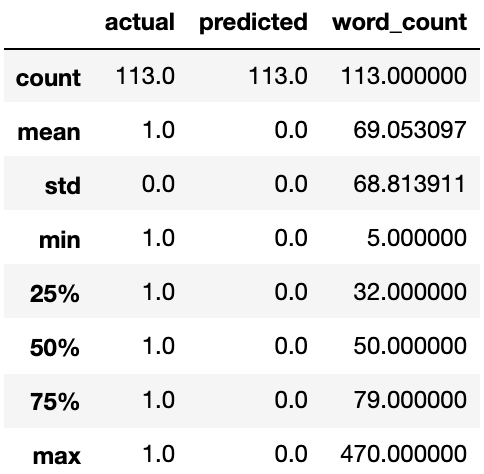 actual predicted word_count
count 113.0 113.0 113.000000
mean 1.0 0.0 69.053097
std 0.0 0.0 68.813911
min 1.0 0.0 5.000000
25% 1.0 0.0 32.000000
50% 1.0 0.0 50.000000
75% 1.0 0.0 79.000000
max 1.0 0.0 470.000000